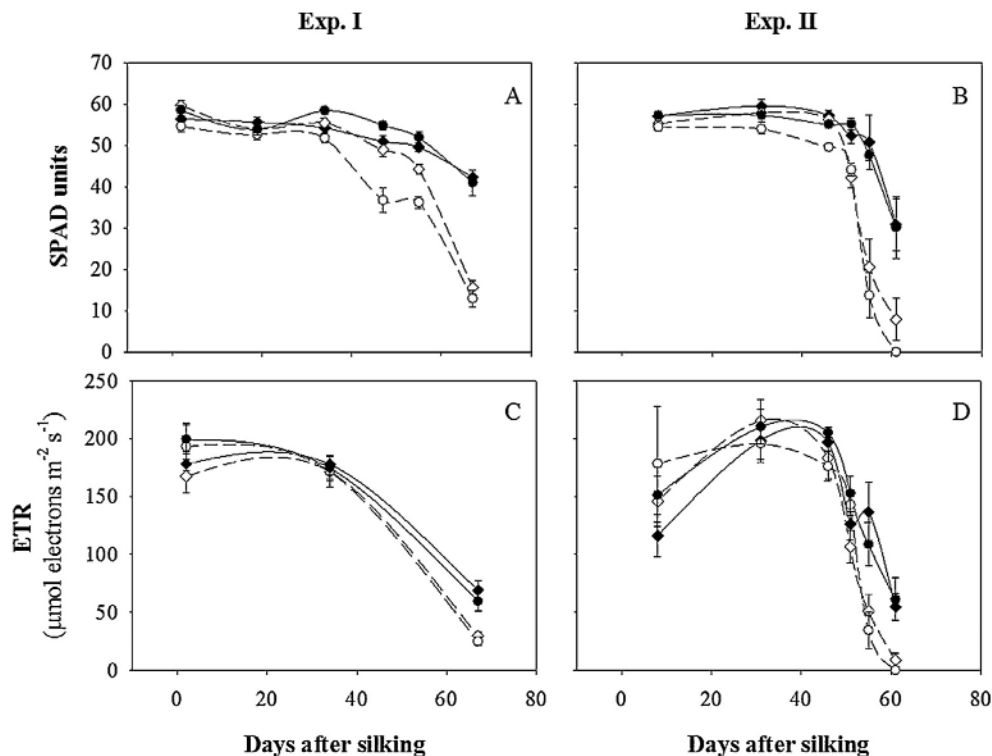 Exp. I
Exp. II
SPAD units
70
60
50
40
30
20
10
0
A
B
ETR
(μmol electrons m⁻² s⁻¹)
250
200
150
100
50
0
C
D
0 20 40 60 80
0 20 40 60 80
Days after silking
Days after silking